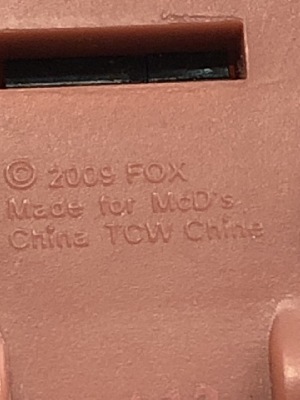 © 2009 FOX
Made for McD's
China TCW Chine